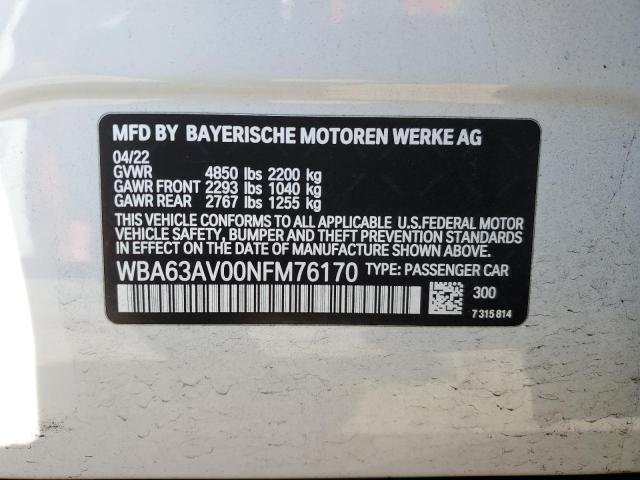 MFD BY BAYERISCHE MOTOREN WERKE AG
04/22
GVWR 4850 lbs 2200 kg
GAWR FRONT 2293 lbs 1040 kg
GAWR REAR 2767 lbs 1255 kg
THIS VEHICLE CONFORMS TO ALL APPLICABLE U.S.FEDERAL MOTOR
VEHICLE SAFETY, BUMPER AND THEFT PREVENTION STANDARDS
IN EFFECT ON THE DATE OF MANUFACTURE SHOWN ABOVE.
WBA63AV00NFM76170 TYPE: PASSENGER CAR
300
7 315 814